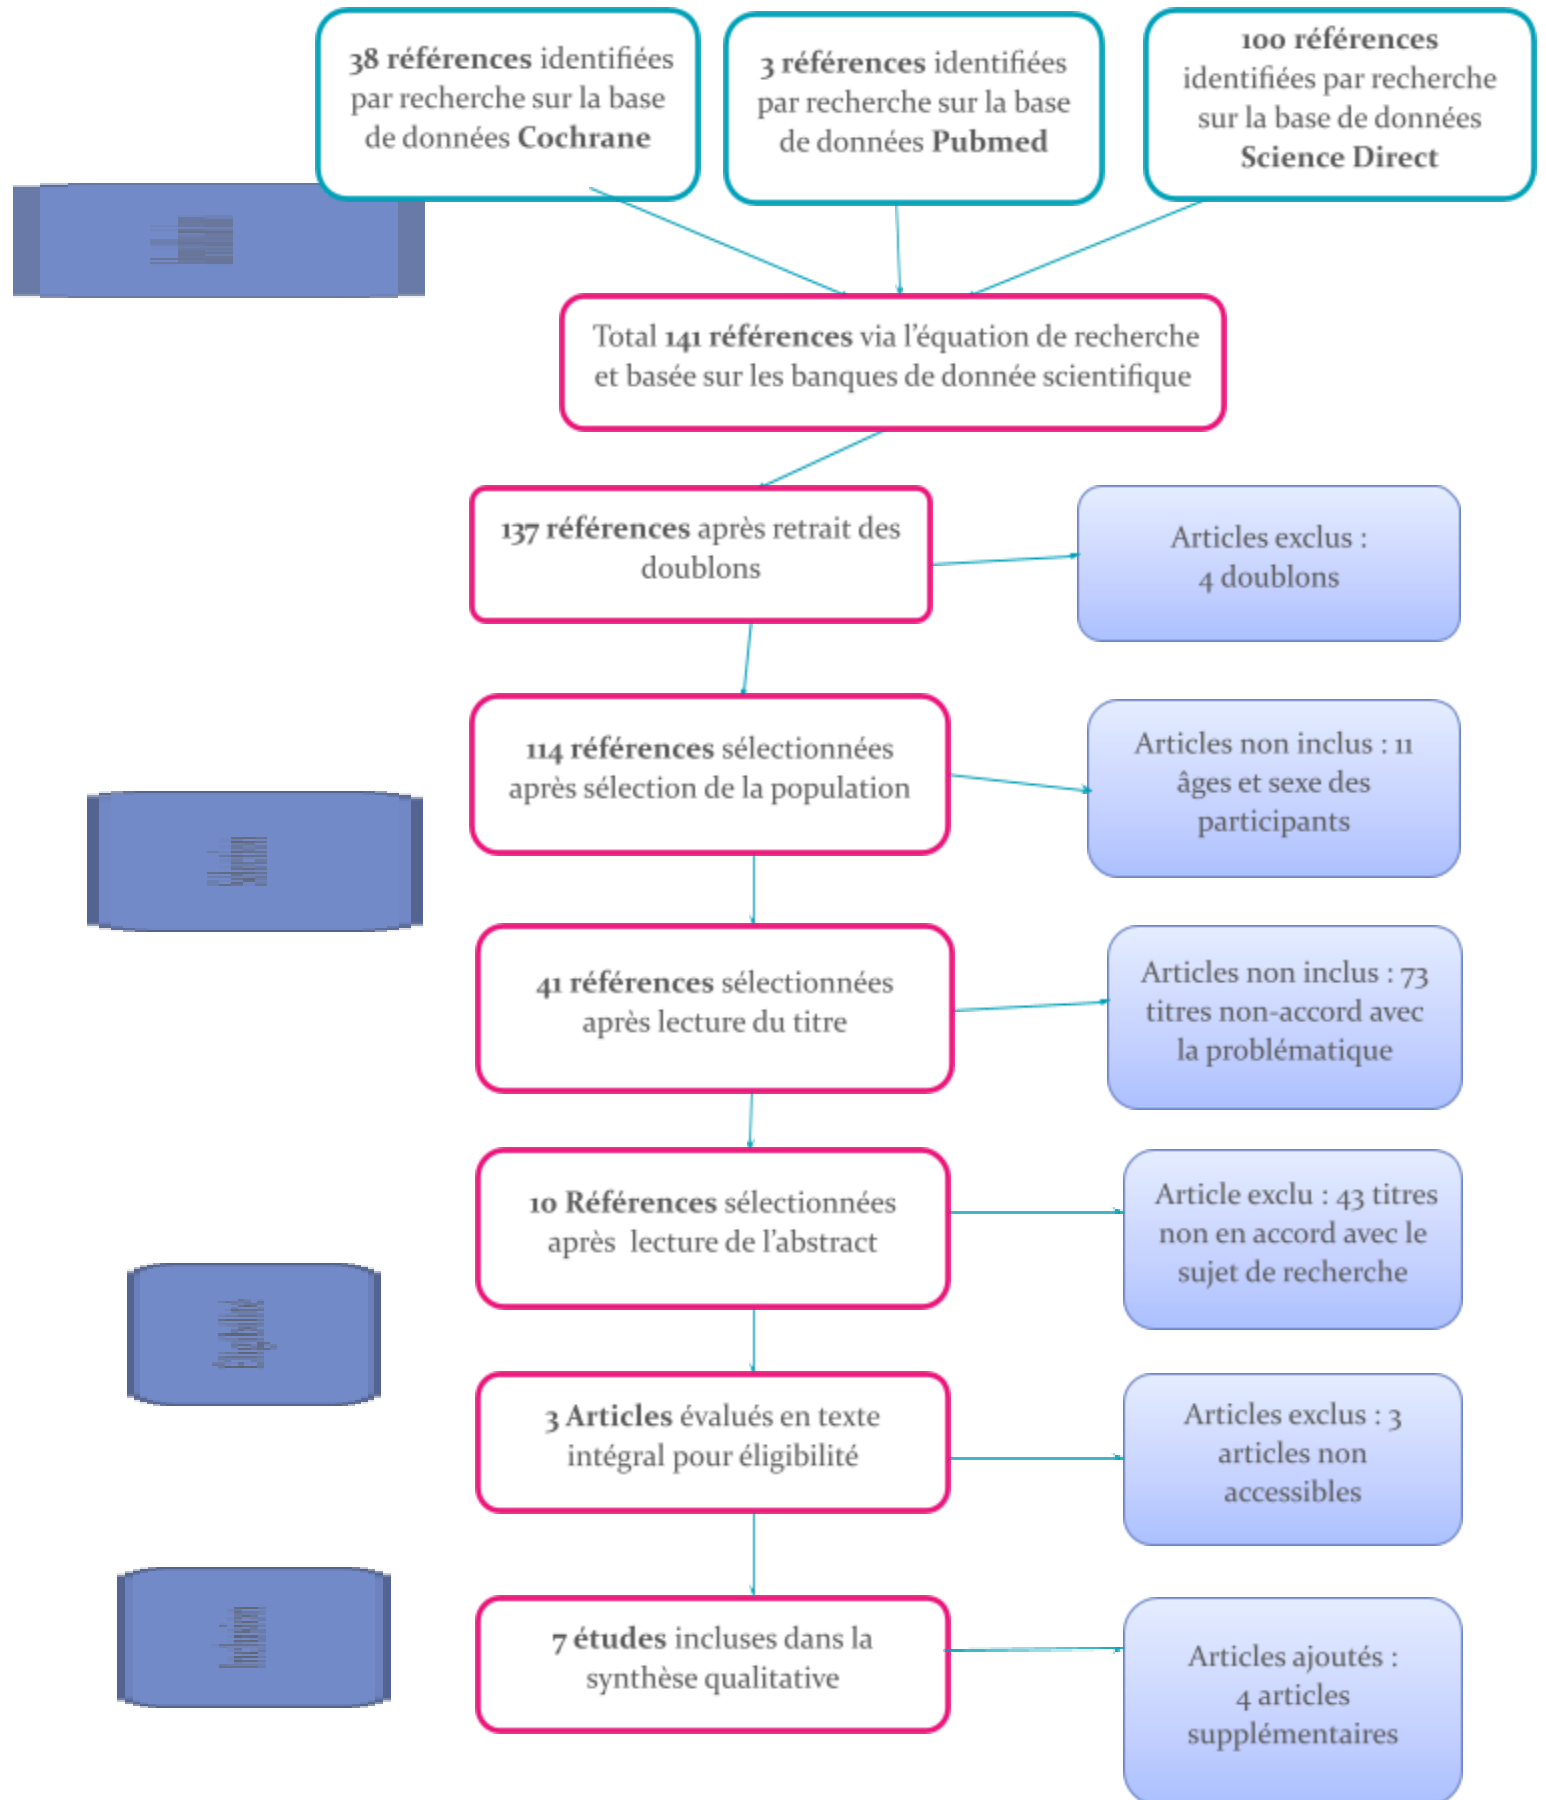 38 références identifiées
par recherche sur la base
de données Cochrane
3 références identifiées
par recherche sur la base
de données Pubmed
100 références
identifiées par recherche
sur la base de données
Science Direct
Total 141 références via l’équation de recherche
et basée sur les banques de donnée scientifique
137 références après retrait des
doublons
Articles exclus :
4 doublons
114 références sélectionnées
après sélection de la population
Articles non inclus : 11
âges et sexe des
participants
41 références sélectionnées
après lecture du titre
Articles non inclus : 73
titres non-accord avec
la problématique
10 Références sélectionnées
après lecture de l’abstract
Article exclu : 43 titres
non en accord avec le
sujet de recherche
3 Articles évalués en texte
intégral pour éligibilité
Articles exclus : 3
articles non
accessibles
7 études incluses dans la
synthèse qualitative
Articles ajoutés :
4 articles
supplémentaires